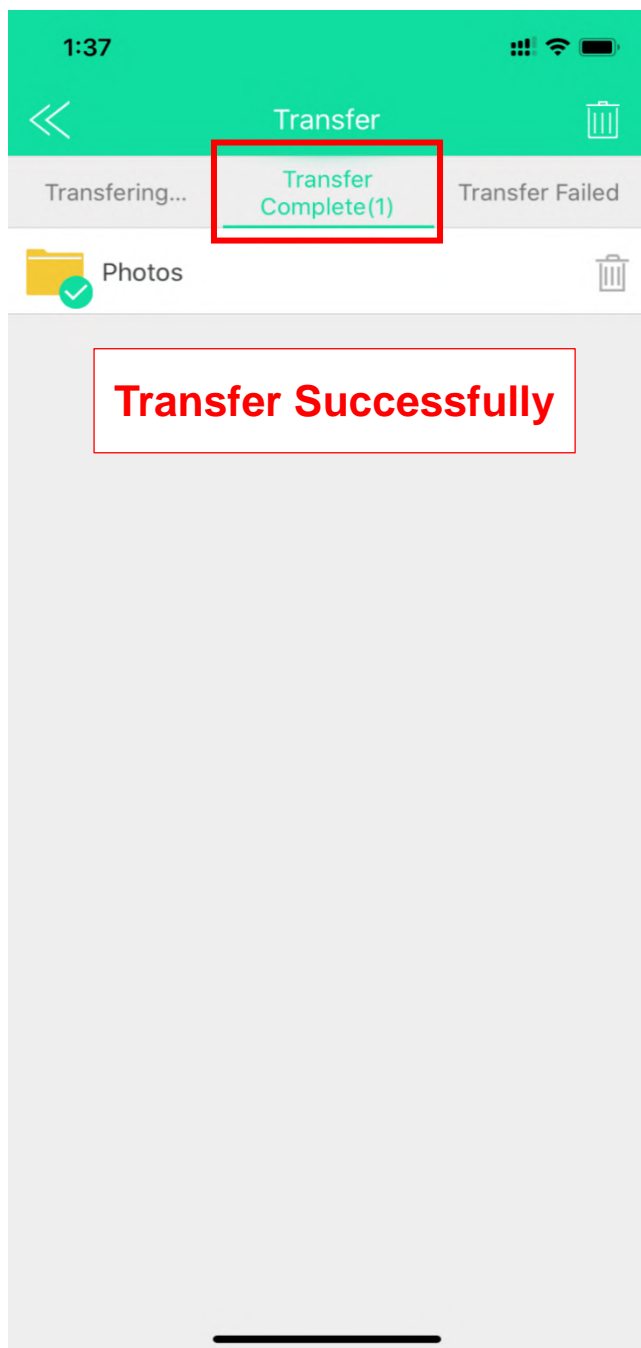 1:37
Transfer
Transfering...
Transfer
Complete(1)
Transfer Failed
Photos
Transfer Successfully